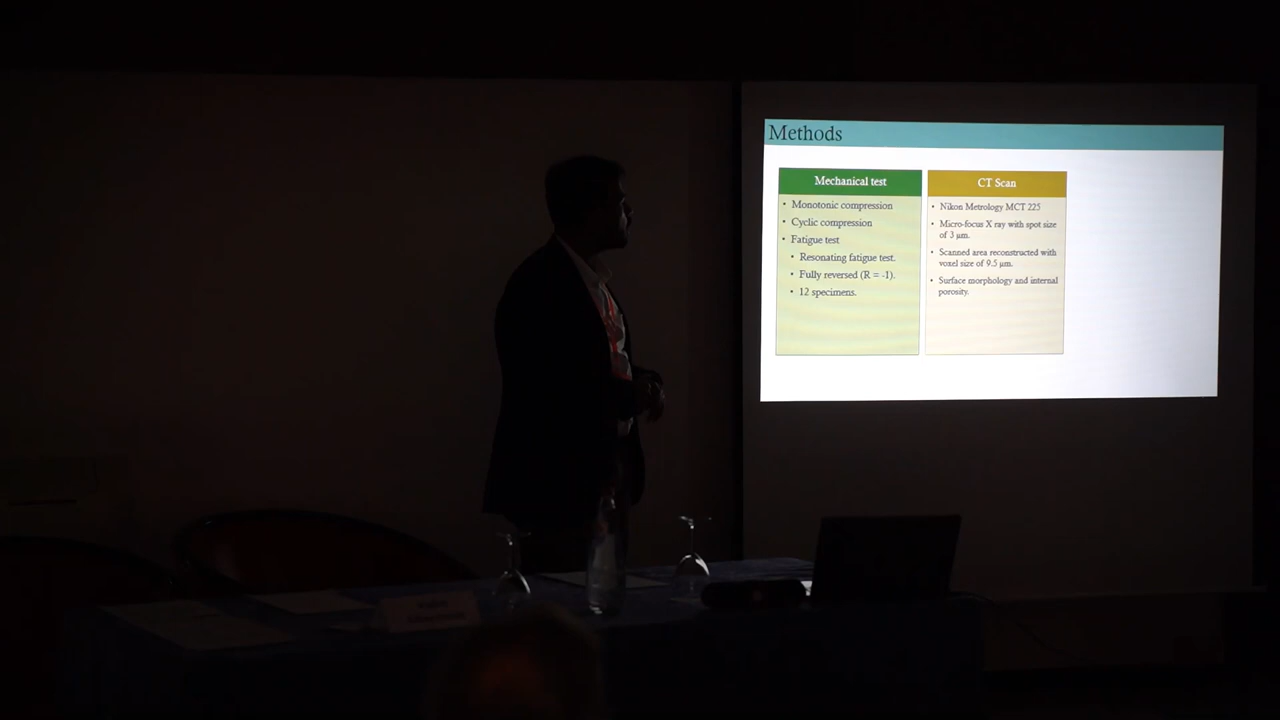 Methods
Mechanical test
• Monotonic compression
• Cyclic compression
• Fatigue test
• Resonating fatigue test.
• Fully reversed (R = -1).
• 12 specimens.
CT Scan
• Nikon Metrology MCT 225
• Micro-focus X ray with spot size
of 3 μm.
• Scanned area reconstructed with
voxel size of 9.5 μm.
• Surface morphology and internal
porosity.